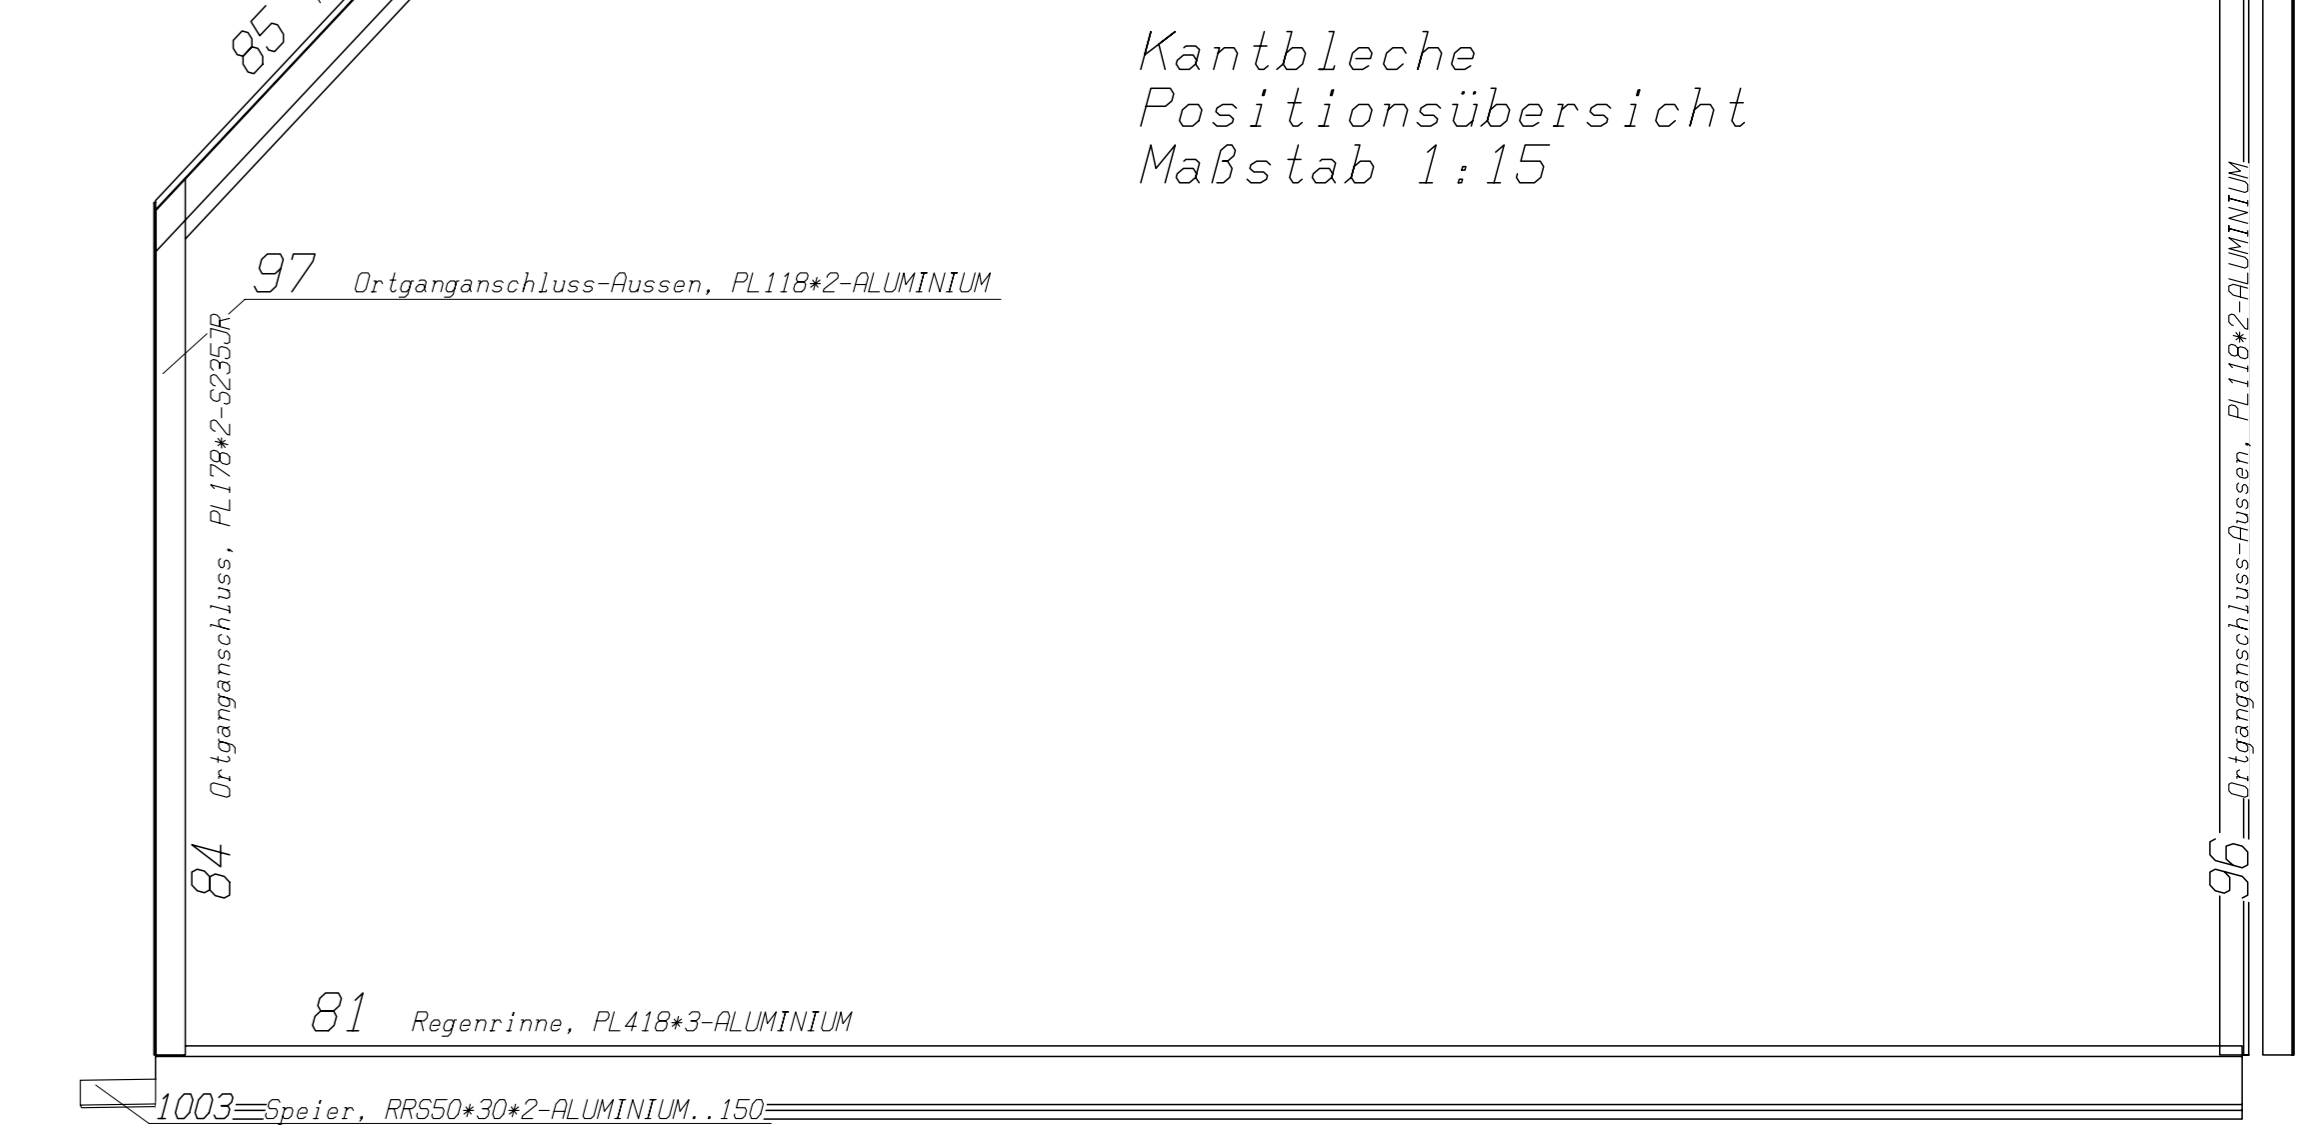 85
Kantbleche
Positionsübersicht
Maßstab 1:15
97 Ortganganschluss-Aussen, PL118*2-ALUMINIUM
84 Ortganganschluss, PL178*2-S235JR
96 Ortganganschluss-Aussen, PL118*2-ALUMINIUM
81 Regenrinne, PL418*3-ALUMINIUM
1003 Speier, RRS50*30*2-ALUMINIUM..150